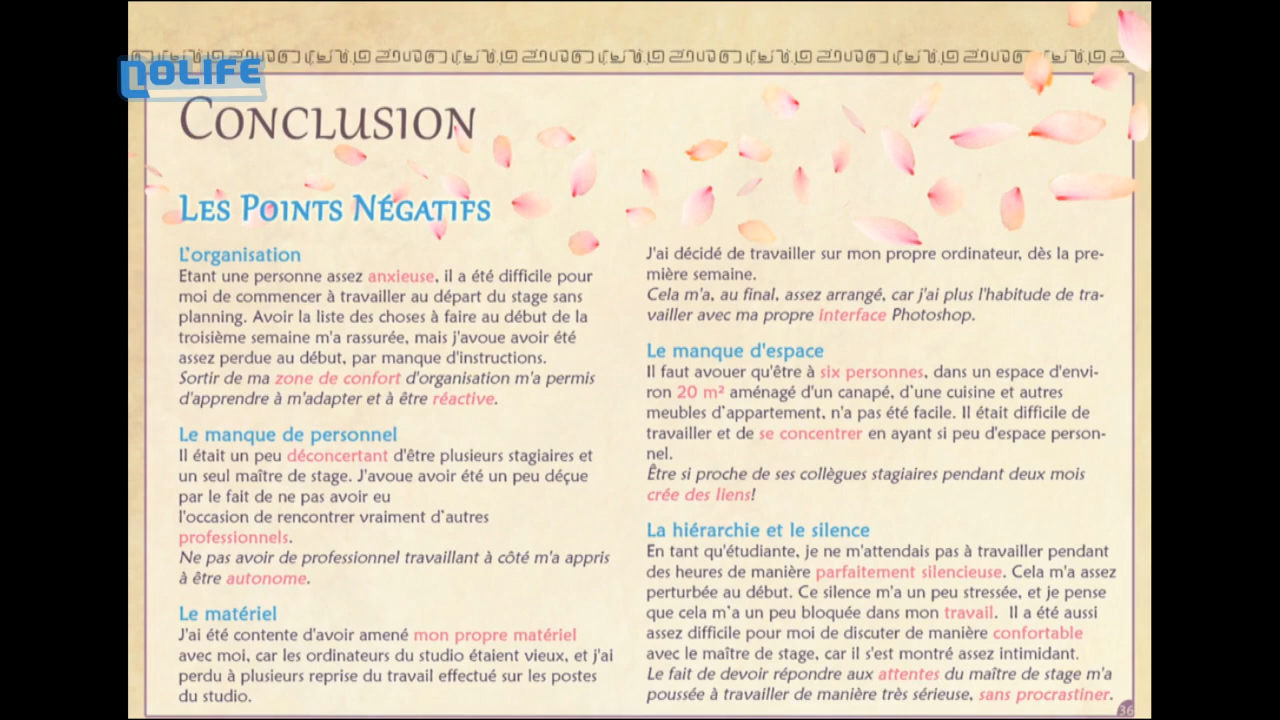 NOLIFE
Conclusion
Les Points Négatifs
L'organisation
Etant une personne assez anxieuse, il a été difficile pour
moi de commencer à travailler au départ du stage sans
planning. Avoir la liste des choses à faire au début de la
troisième semaine m'a rassurée, mais j'avoue avoir été
assez perdue au début, par manque d'instructions.
Sortir de ma zone de confort d'organisation m'a permis
d'apprendre à m'adapter et à être réactive.
Le manque de personnel
Il était un peu déconcertant d'être plusieurs stagiaires et
un seul maître de stage. J'avoue avoir été un peu déçue
par le fait de ne pas avoir eu
l'occasion de rencontrer vraiment d'autres
professionnels.
Ne pas avoir de professionnel travaillant à côté m'a appris
à être autonome.
Le matériel
J'ai été contente d'avoir amené mon propre matériel
avec moi, car les ordinateurs du studio étaient vieux, et j'ai
perdu à plusieurs reprise du travail effectué sur les postes
du studio.
J'ai décidé de travailler sur mon propre ordinateur, dès la pre-
mière semaine.
Cela m'a, au final, assez arrangé, car j'ai plus l'habitude de tra-
vailler avec ma propre interface Photoshop.
Le manque d'espace
Il faut avouer qu'être à six personnes, dans un espace d'envi-
ron 20 m² aménagé d'un canapé, d'une cuisine et autres
meubles d'appartement, n'a pas été facile. Il était difficile de
travailler et de se concentrer en ayant si peu d'espace person-
nel.
Être si proche de ses collègues stagiaires pendant deux mois
crée des liens!
La hiérarchie et le silence
En tant qu'étudiante, je ne m'attendais pas à travailler pendant
des heures de manière parfaitement silencieuse. Cela m'a assez
perturbée au début. Ce silence m'a un peu stressée, et je pense
que cela m'a un peu bloquée dans mon travail. Il a été aussi
assez difficile pour moi de discuter de manière confortable
avec le maître de stage, car il s'est montré assez intimidant.
Le fait de devoir répondre aux attentes du maître de stage m'a
poussée à travailler de manière très sérieuse, sans procrastiner.
36